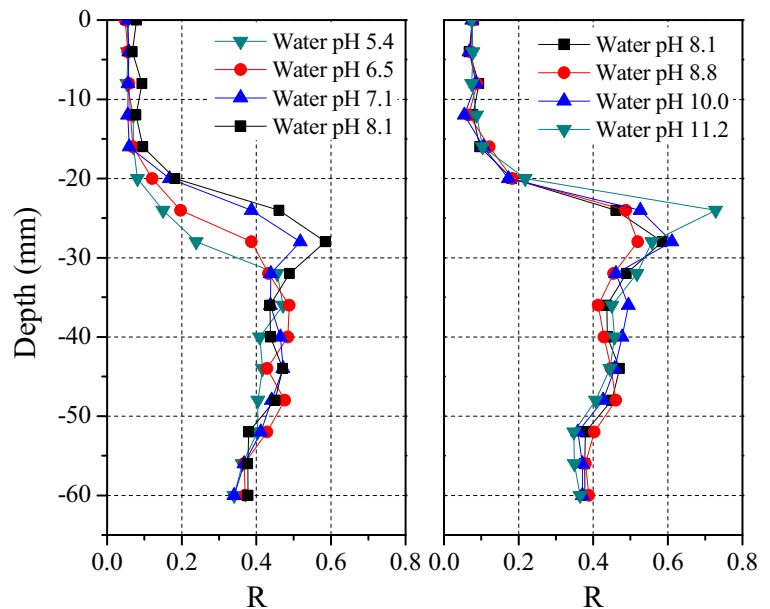 Depth (mm)
0
-10
-20
-30
-40
-50
-60
Water pH 5.4
Water pH 6.5
Water pH 7.1
Water pH 8.1
0.0 0.2 0.4 0.6 0.8
R
Water pH 8.1
Water pH 8.8
Water pH 10.0
Water pH 11.2
0.0 0.2 0.4 0.6 0.8
R